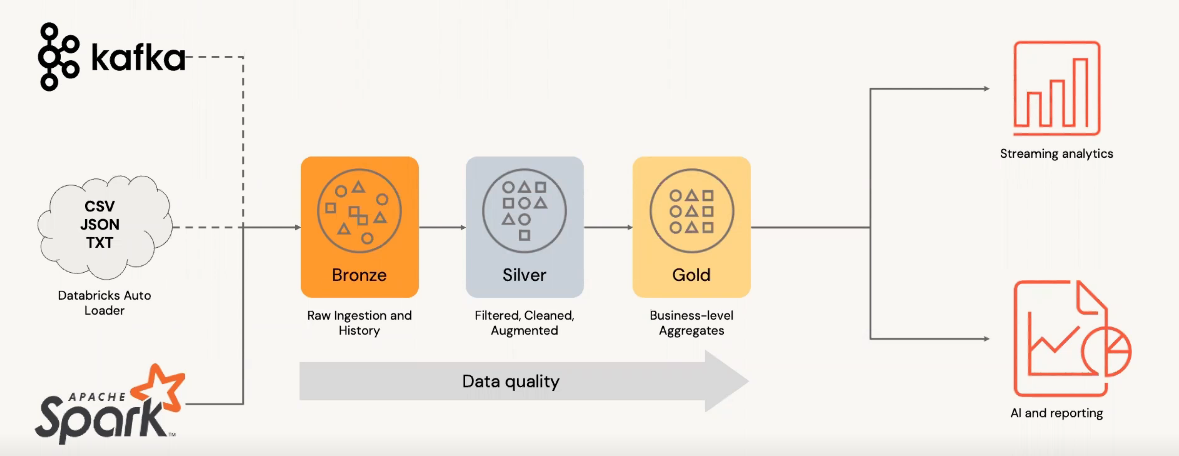 kafka
CSV
JSON
TXT
Databricks Auto
Loader
APACHE
Spark
TM
Bronze
Raw Ingestion and
History
Silver
Filtered, Cleaned,
Augmented
Gold
Business-level
Aggregates
Data quality
Streaming analytics
AI and reporting